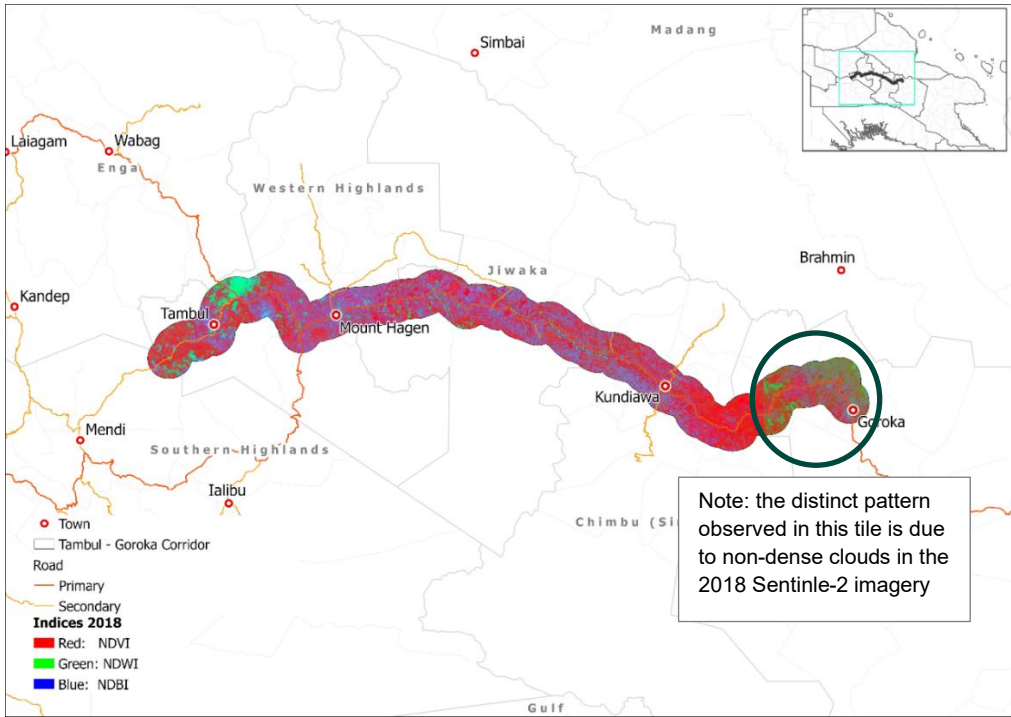 Simbai
Madang
Laiagam
Wabag
Enga
Western Highlands
Brahmin
Jiwaka
Kandep
Tambul
Mount Hagen
Kundiawa
Goroka
Mendi
Southern Highlands
Ialibu
Chimbu (Si
Note: the distinct pattern
observed in this tile is due
to non-dense clouds in the
2018 Sentinle-2 imagery
Town
Tambul - Goroka Corridor
Road
Primary
Secondary
Indices 2018
Red: NDVI
Green: NDWI
Blue: NDBI
Gulf